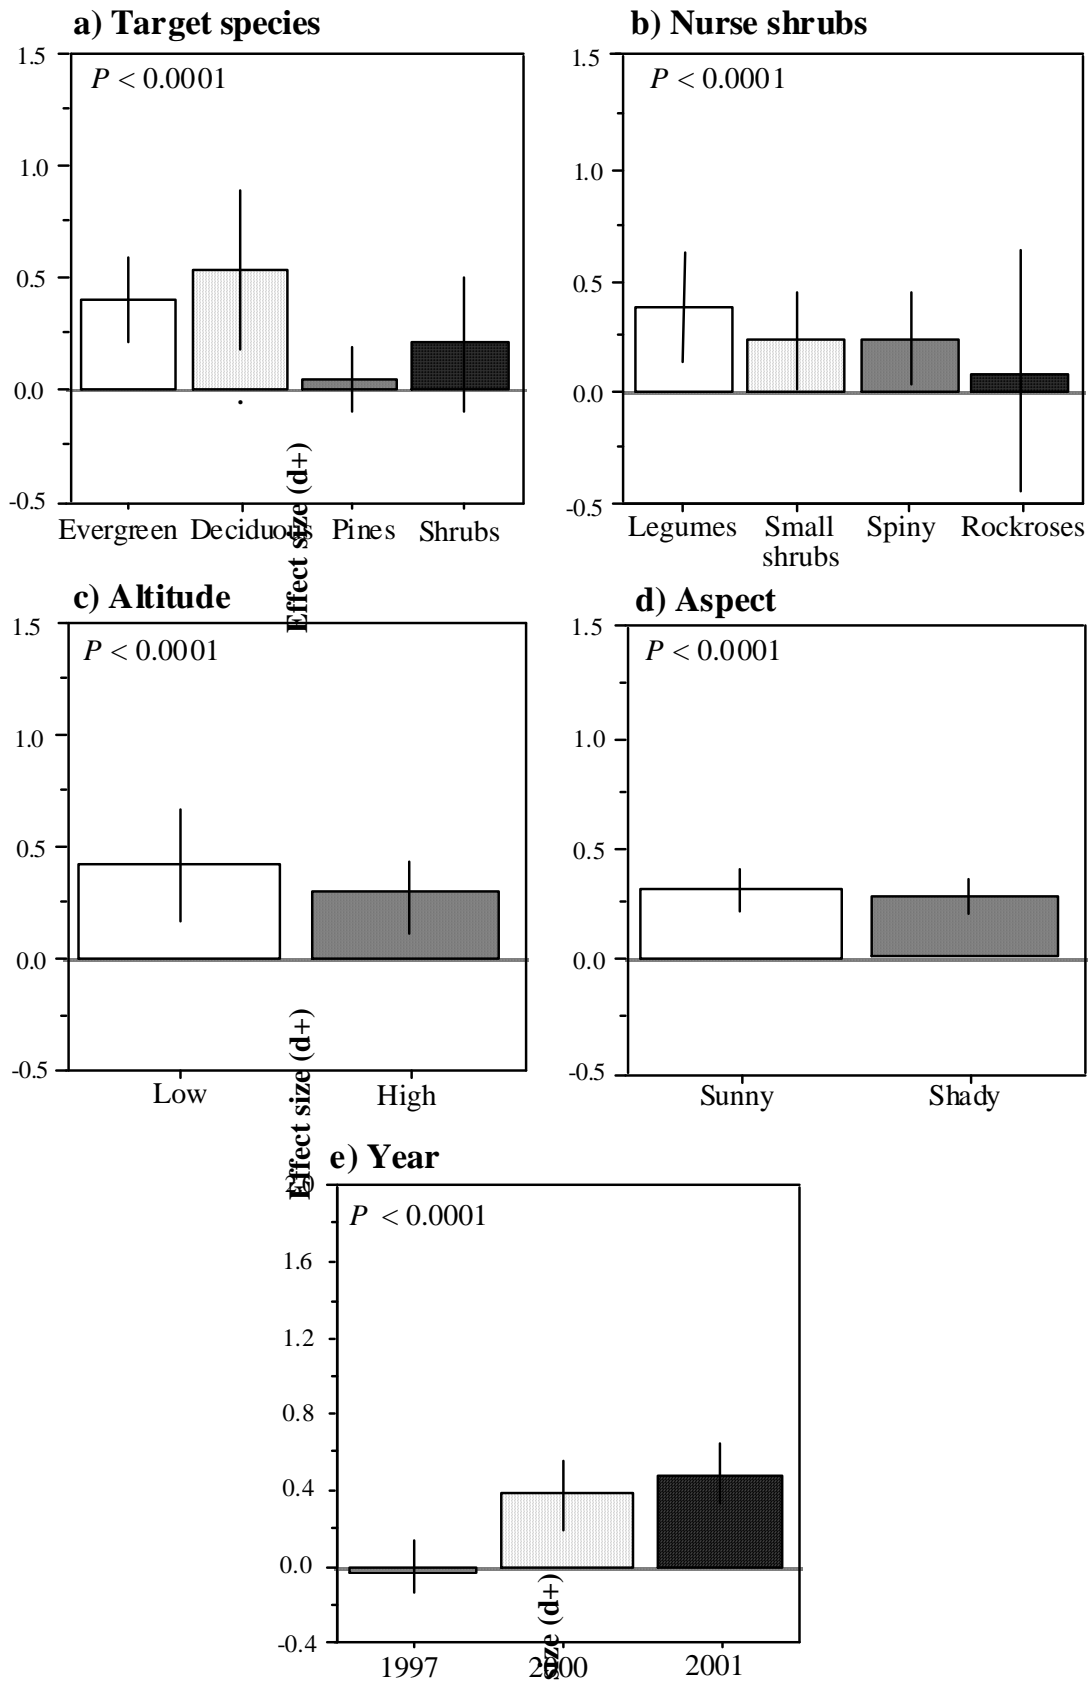 a) Target species
b) Nurse shrubs
1.5
P < 0.0001
1.0
0.5
0.0
-0.5
Evergreen Deciduous Pines Shrubs
Effect size (d+)
1.5
P < 0.0001
1.0
0.5
0.0
-0.5
Legumes Small Spiny Rockroses
shrubs
c) Altitude
d) Aspect
1.5
P < 0.0001
1.0
0.5
0.0
-0.5
Low High
Effect size (d+)
1.5
P < 0.0001
1.0
0.5
0.0
-0.5
Sunny Shady
e) Year
2.0
P < 0.0001
1.6
1.2
0.8
0.4
0.0
-0.4
1997 2000 2001
size (d+)